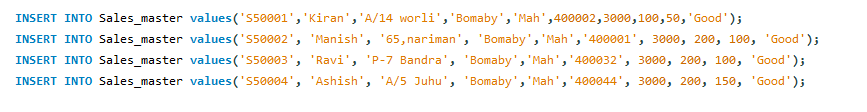 INSERT INTO Sales_master values('S50001','Kiran','A/14 worli','Bomaby','Mah',400002,3000,100,50,'Good');
INSERT INTO Sales_master values('S50002', 'Manish', '65,nariman', 'Bomaby','Mah','400001', 3000, 200, 100, 'Good');
INSERT INTO Sales_master values('S50003', 'Ravi', 'P-7 Bandra', 'Bomaby','Mah','400032', 3000, 200, 100, 'Good');
INSERT INTO Sales_master values('S50004', 'Ashish', 'A/5 Juhu', 'Bomaby','Mah','400044', 3000, 200, 150, 'Good');